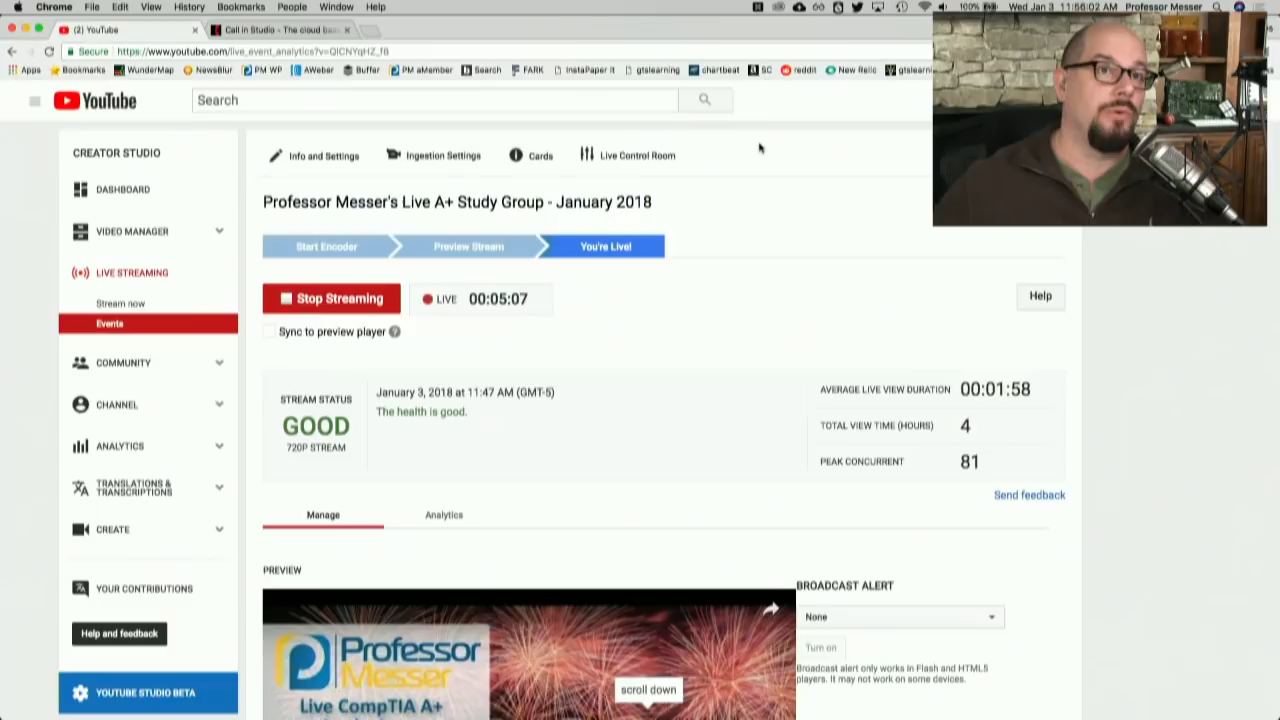 Chrome File Edit View History Bookmarks People Window Help
100% Wed Jan 3 11:56:02 AM Professor Messer
(2) YouTube
Call in Studio - The cloud bas
Secure https://www.youtube.com/live_event_analytics?v=
Apps Bookmarks WunderMap NewsBlur PM WP AWeber Buffer PM aMember Search FARK InstaPaper It gtslearning chartbeat SC reddit New Relic gtslearni
YouTube
Search
CREATOR STUDIO
DASHBOARD
VIDEO MANAGER
LIVE STREAMING
Stream now
Events
COMMUNITY
CHANNEL
ANALYTICS
TRANSLATIONS &
TRANSCRIPTIONS
CREATE
YOUR CONTRIBUTIONS
Help and feedback
YOUTUBE STUDIO BETA
Info and Settings
Ingestion Settings
Cards
Live Control Room
Professor Messer's Live A+ Study Group - January 2018
Start Encoder
Preview Stream
You're Live!
Stop Streaming
LIVE 00:05:07
Help
Sync to preview player ?
STREAM STATUS
GOOD
720P STREAM
January 3, 2018 at 11:47 AM (GMT-5)
The health is good.
AVERAGE LIVE VIEW DURATION 00:01:58
TOTAL VIEW TIME (HOURS) 4
PEAK CONCURRENT 81
Send feedback
Manage
Analytics
PREVIEW
Professor
Messer
Live CompTIA A+
scroll down
BROADCAST ALERT
None
Turn on
Broadcast alert only works in Flash and HTML5
players. It may not work on some devices.